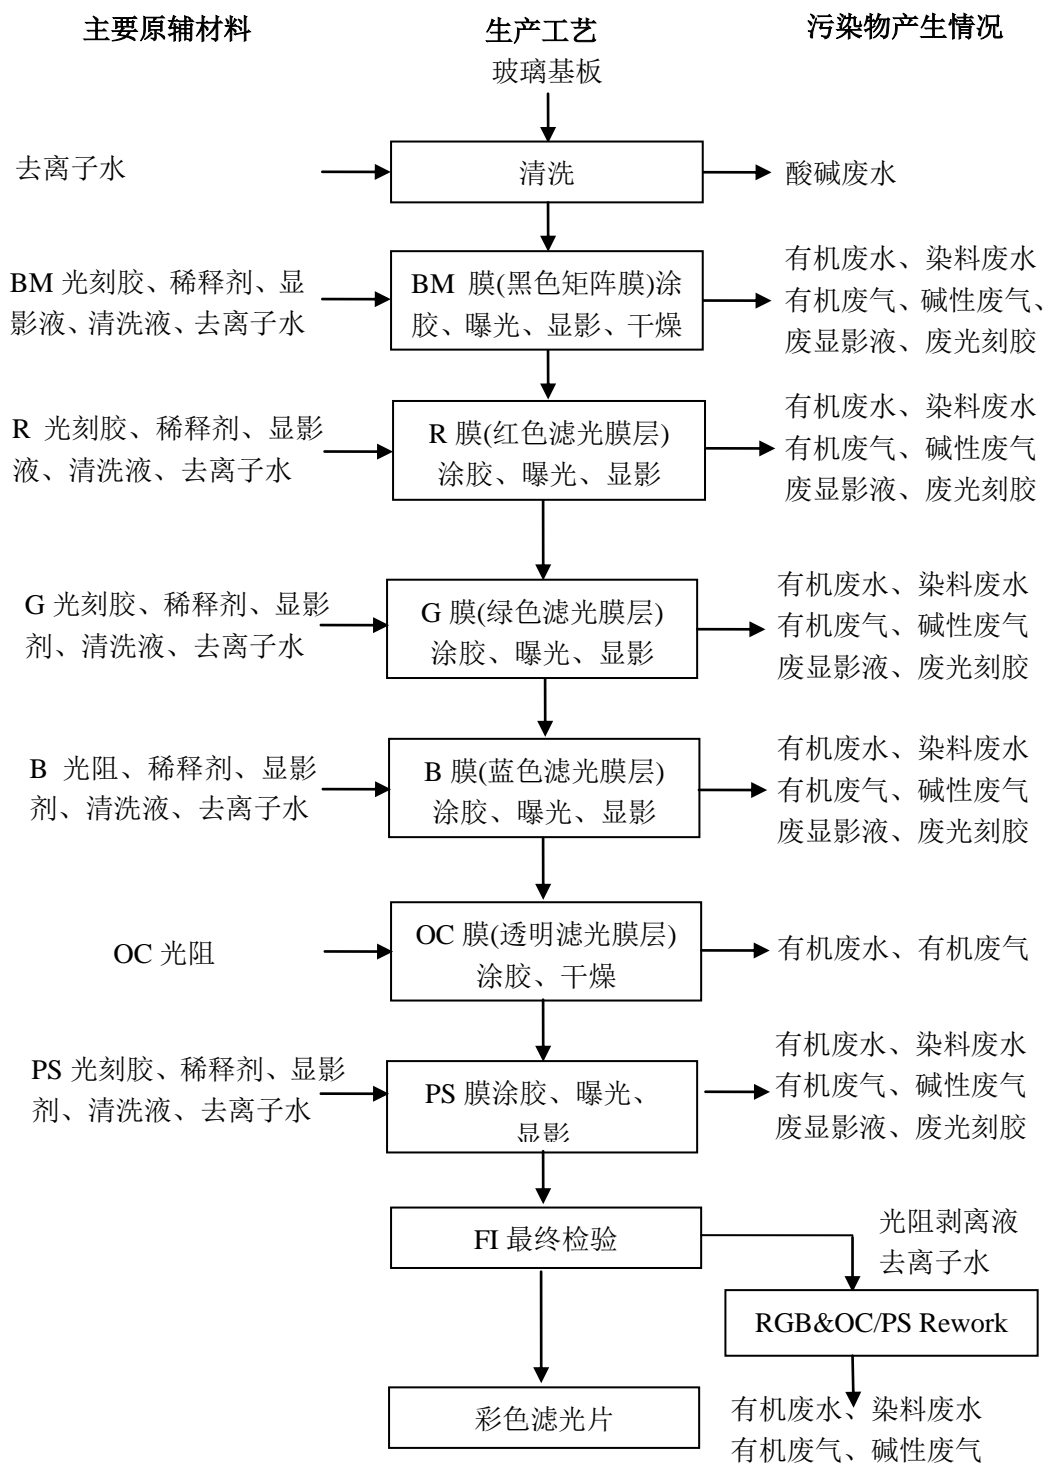 主要原辅材料
生产工艺
污染物产生情况
玻璃基板
去离子水
清洗
酸碱废水
BM 光刻胶、稀释剂、显
影液、清洗液、去离子水
BM 膜(黑色矩阵膜)涂
胶、曝光、显影、干燥
有机废水、染料废水
有机废气、碱性废气、
废显影液、废光刻胶
R 光刻胶、稀释剂、显影
液、清洗液、去离子水
R 膜(红色滤光膜层)
涂胶、曝光、显影
有机废水、染料废水
有机废气、碱性废气
废显影液、废光刻胶
G 光刻胶、稀释剂、显影
剂、清洗液、去离子水
G 膜(绿色滤光膜层)
涂胶、曝光、显影
有机废水、染料废水
有机废气、碱性废气
废显影液、废光刻胶
B 光阻、稀释剂、显影
剂、清洗液、去离子水
B 膜(蓝色滤光膜层)
涂胶、曝光、显影
有机废水、染料废水
有机废气、碱性废气
废显影液、废光刻胶
OC 光阻
OC 膜(透明滤光膜层)
涂胶、干燥
有机废水、有机废气
PS 光刻胶、稀释剂、显影
剂、清洗液、去离子水
PS 膜涂胶、曝光、
显影
有机废水、染料废水
有机废气、碱性废气
废显影液、废光刻胶
FI 最终检验
光阻剥离液
去离子水
RGB&OC/PS Rework
彩色滤光片
有机废水、染料废水
有机废气、碱性废气